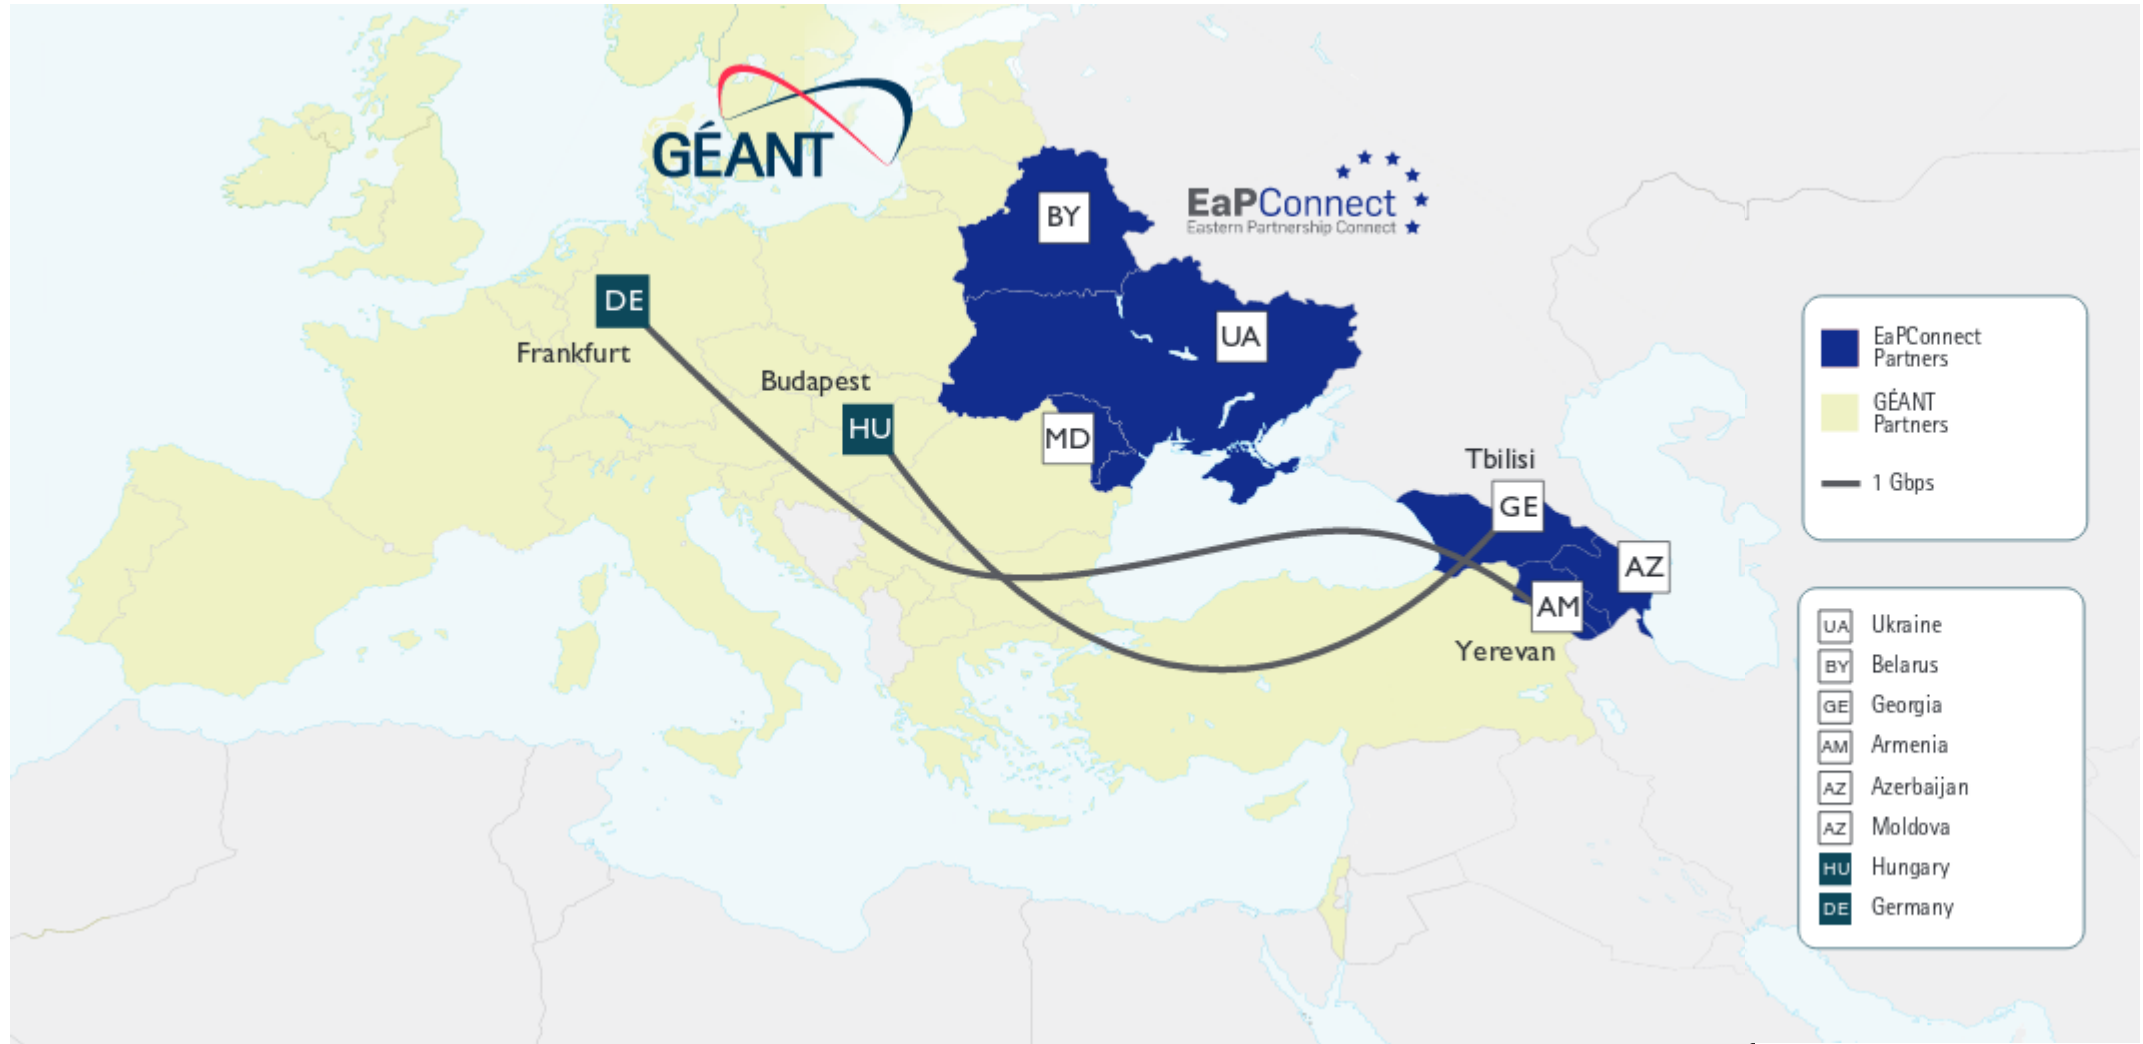 GÉANT
BY
EaPConnect
Eastern Partnership Connect
DE
Frankfurt
UA
Budapest
HU
MD
Tbilisi
GE
AZ
AM
Yerevan
EaPConnect
Partners
GÉANT
Partners
1 Gbps
UA Ukraine
BY Belarus
GE Georgia
AM Armenia
AZ Azerbaijan
AZ Moldova
HU Hungary
DE Germany